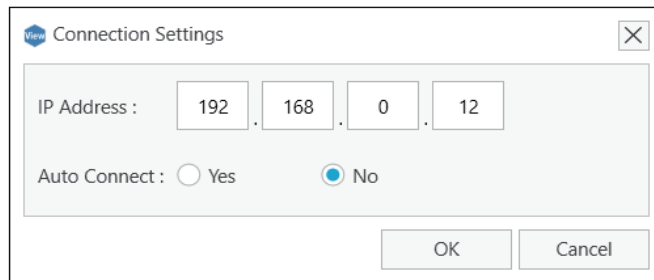 View Connection Settings
IP Address : 192 . 168 . 0 . 12
Auto Connect : Yes No
OK Cancel